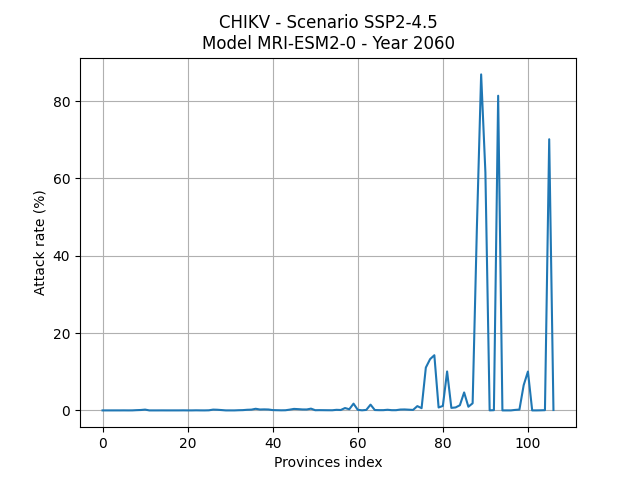 CHIKV - Scenario SSP2-4.5
Model MRI-ESM2-0 - Year 2060
Attack rate (%)
80
60
40
20
0
0 20 40 60 80 100
Provinces index